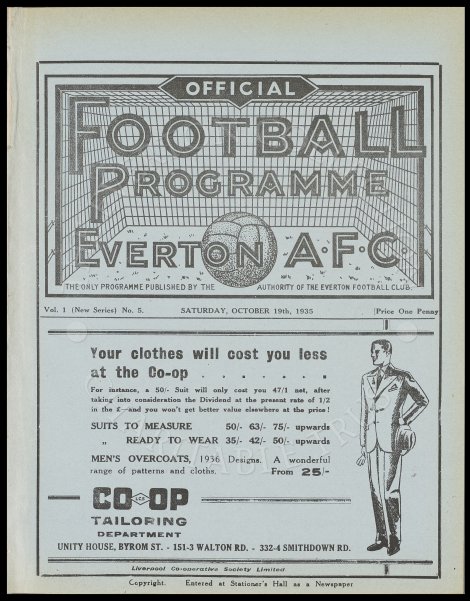 OFFICIAL
FOOTBALL
PROGRAMME
EVERTON A·F·C·
THE ONLY PROGRAMME PUBLISHED BY THE AUTHORITY OF THE EVERTON FOOTBALL CLUB.
Vol. 1 (New Series) No. 5. SATURDAY, OCTOBER 19th, 1935 [Price One Penny
Your clothes will cost you less
at the Co-op . . . . . . .
For instance, a 50/- Suit will only cost you 47/1 net, after
taking into consideration the Dividend at the present rate of 1/2
in the £—and you won't get better value elsewhere at the price!
SUITS TO MEASURE 50/- 63/- 75/- upwards
„ READY TO WEAR 35/- 42/- 50/- upwards
MEN'S OVERCOATS, 1936 Designs. A wonderful
range of patterns and cloths. From 25/-
CO-OP
TAILORING
DEPARTMENT
UNITY HOUSE, BYROM ST. - 151-3 WALTON RD. - 332-4 SMITHDOWN RD.
Liverpool Co-operative Society Limited
Copyright. Entered at Stationer's Hall as a Newspaper